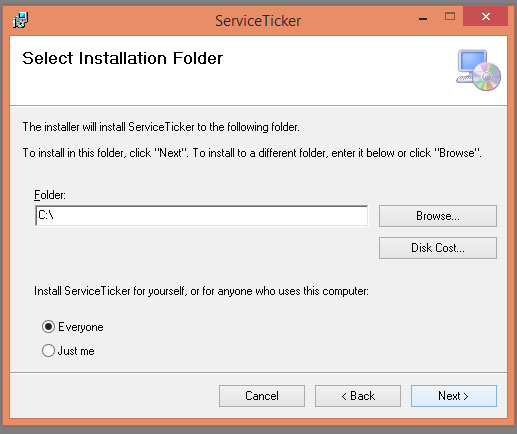 ServiceTicker
Select Installation Folder
The installer will install ServiceTicker to the following folder.
To install in this folder, click "Next". To install to a different folder, enter it below or click "Browse".
Folder:
C:\
Browse...
Disk Cost...
Install ServiceTicker for yourself, or for anyone who uses this computer:
Everyone
Just me
Cancel
< Back
Next >